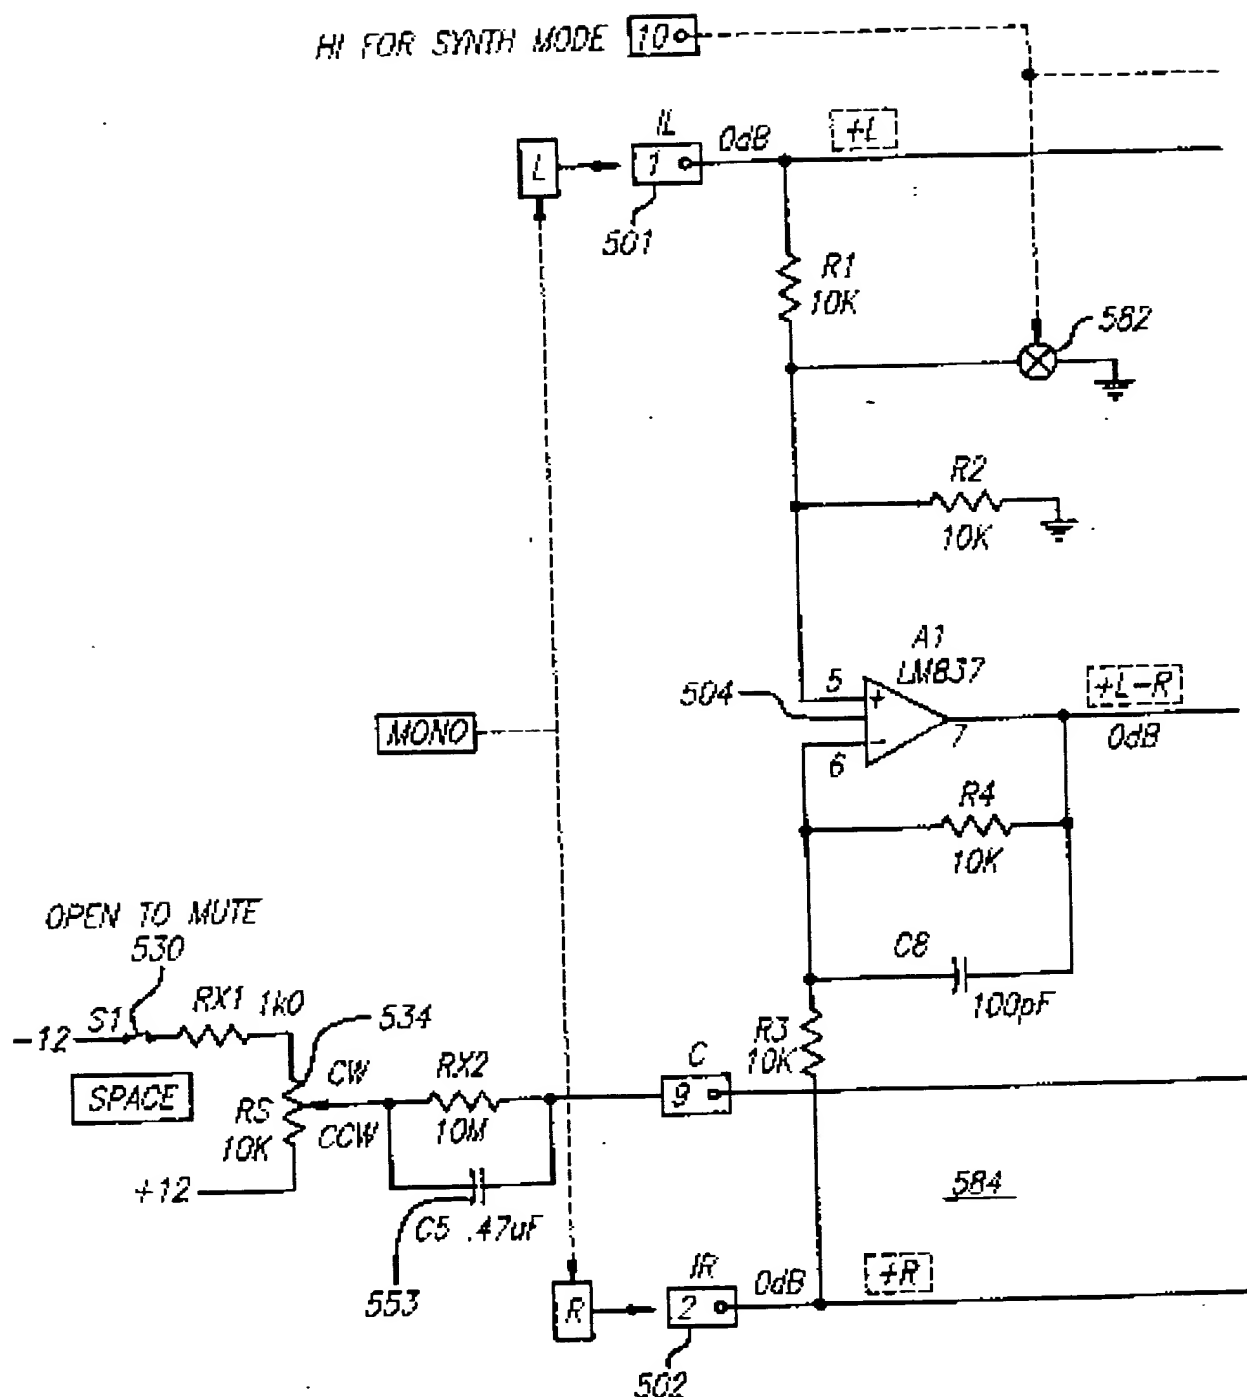 HI FOR SYNTH MODE
10
IL
0dB
+L
L
1
501
R1
10K
582
R2
10K
A1
LM837
5
+
504
+L-R
MONO
-
7
0dB
6
R4
10K
OPEN TO MUTE
530
C8
100pF
S1
RX1 1k0
534
-12
R3
10K
SPACE
CW
RX2
C
9
RS
10K
CCW
10M
+12
584
C5 .47uF
553
IR
0dB
+R
R
2
502